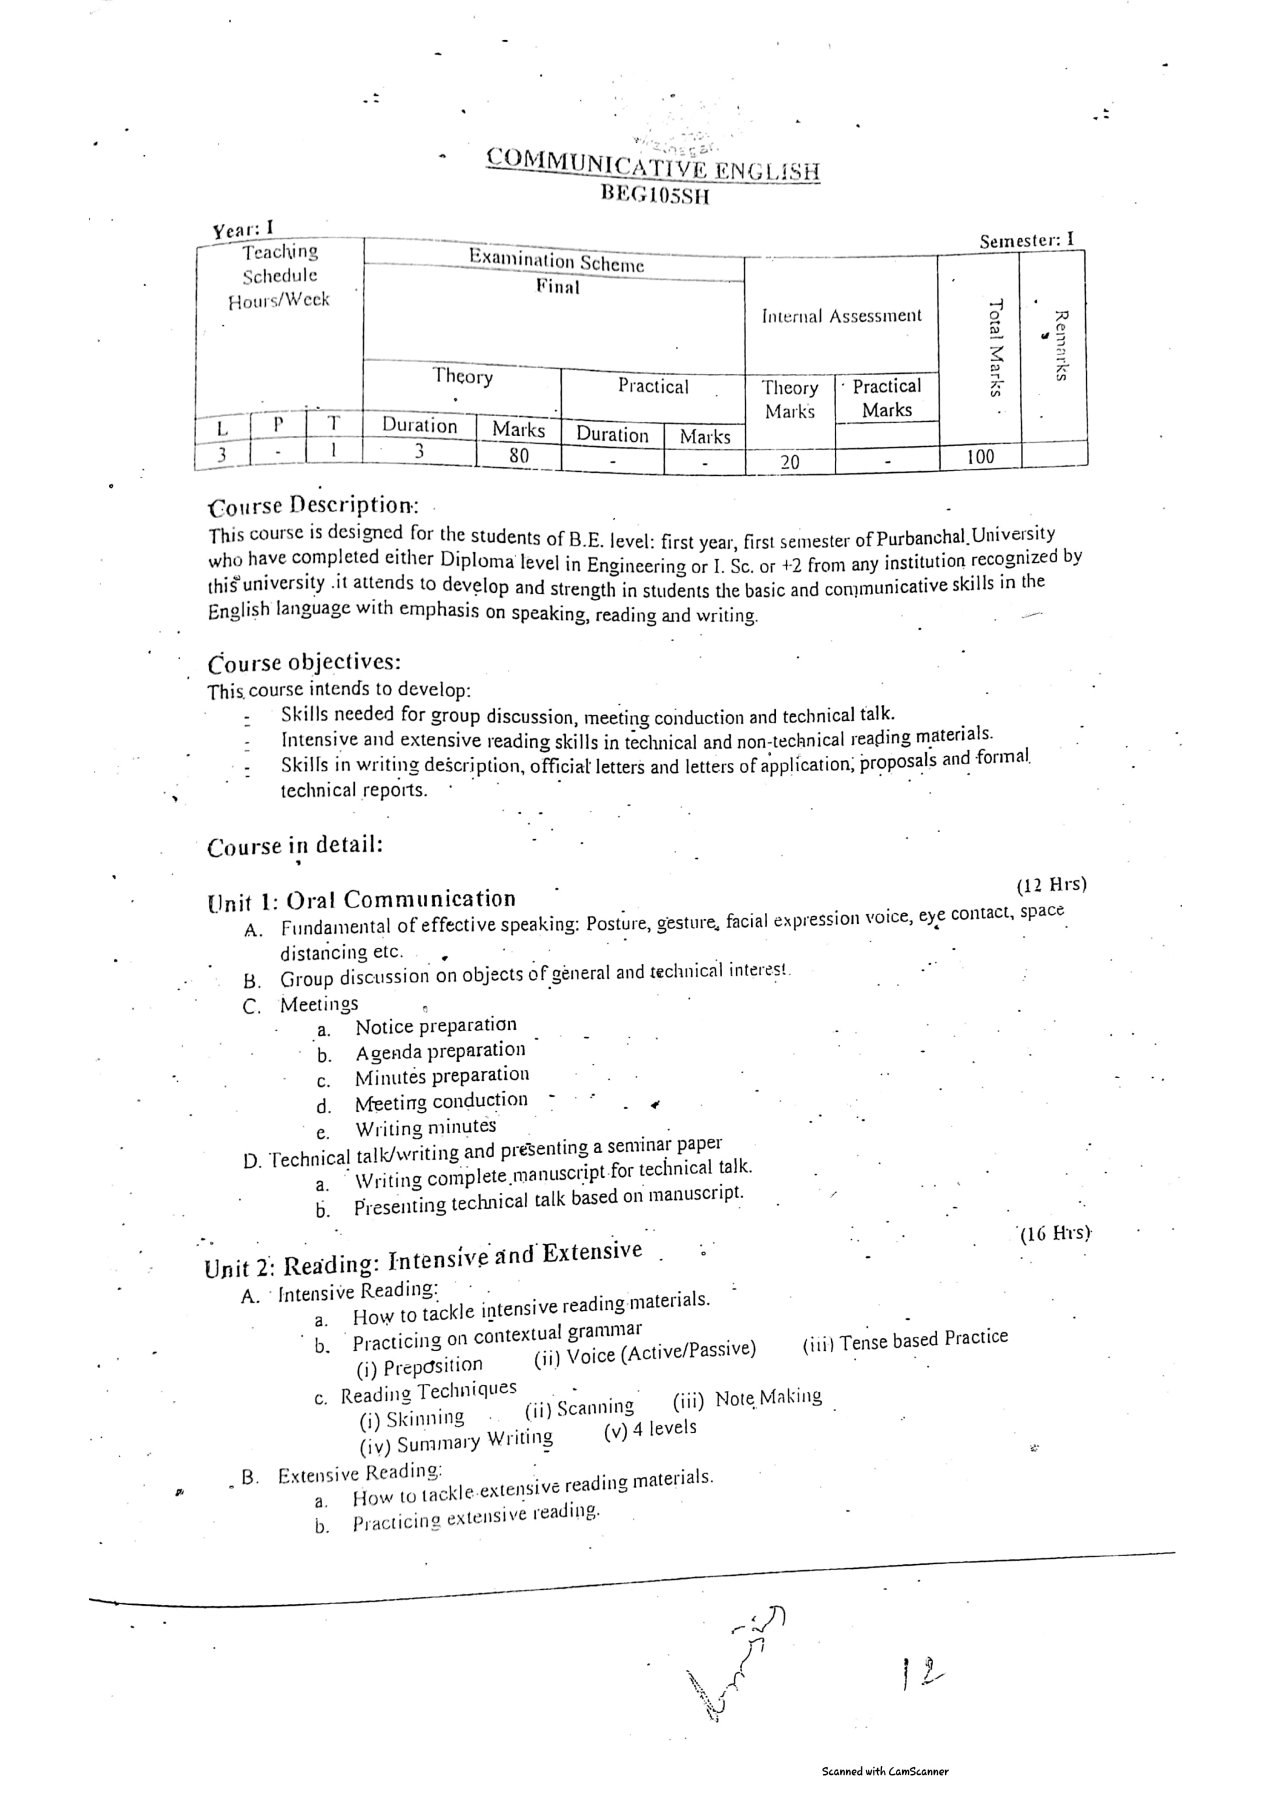 COMMUNICATIVE ENGLISH
BEG105SH
Year: I
Semester: I
Teaching
Schedule
Hours/Week
Examination Scheme
Final
Internal Assessment
Total Marks
Remarks
Theory
Practical
Theory
Marks
Practical
Marks
L P T Duration Marks Duration Marks
3 - 1 3 80 - - 20 - 100
Course Description:
This course is designed for the students of B.E. level: first year, first semester of Purbanchal University
who have completed either Diploma level in Engineering or I. Sc. or +2 from any institution recognized by
this university .it attends to develop and strength in students the basic and communicative skills in the
English language with emphasis on speaking, reading and writing.
Course objectives:
This course intends to develop:
- Skills needed for group discussion, meeting conduction and technical talk.
- Intensive and extensive reading skills in technical and non-technical reading materials.
- Skills in writing description, official letters and letters of application, proposals and formal
technical reports.
Course in detail:
Unit 1: Oral Communication (12 Hrs)
A. Fundamental of effective speaking: Posture, gesture, facial expression voice, eye contact, space
distancing etc.
B. Group discussion on objects of general and technical interest.
C. Meetings
a. Notice preparation
b. Agenda preparation
c. Minutes preparation
d. Meeting conduction
e. Writing minutes
D. Technical talk/writing and presenting a seminar paper
a. Writing complete manuscript for technical talk.
b. Presenting technical talk based on manuscript.
Unit 2: Reading: Intensive and Extensive (16 Hrs)
A. Intensive Reading:
a. How to tackle intensive reading materials.
b. Practicing on contextual grammar
(i) Preposition (ii) Voice (Active/Passive) (iii) Tense based Practice
c. Reading Techniques
(i) Skinning (ii) Scanning (iii) Note Making
(iv) Summary Writing (v) 4 levels
B. Extensive Reading:
a. How to tackle extensive reading materials.
b. Practicing extensive reading.
12
Scanned with CamScanner